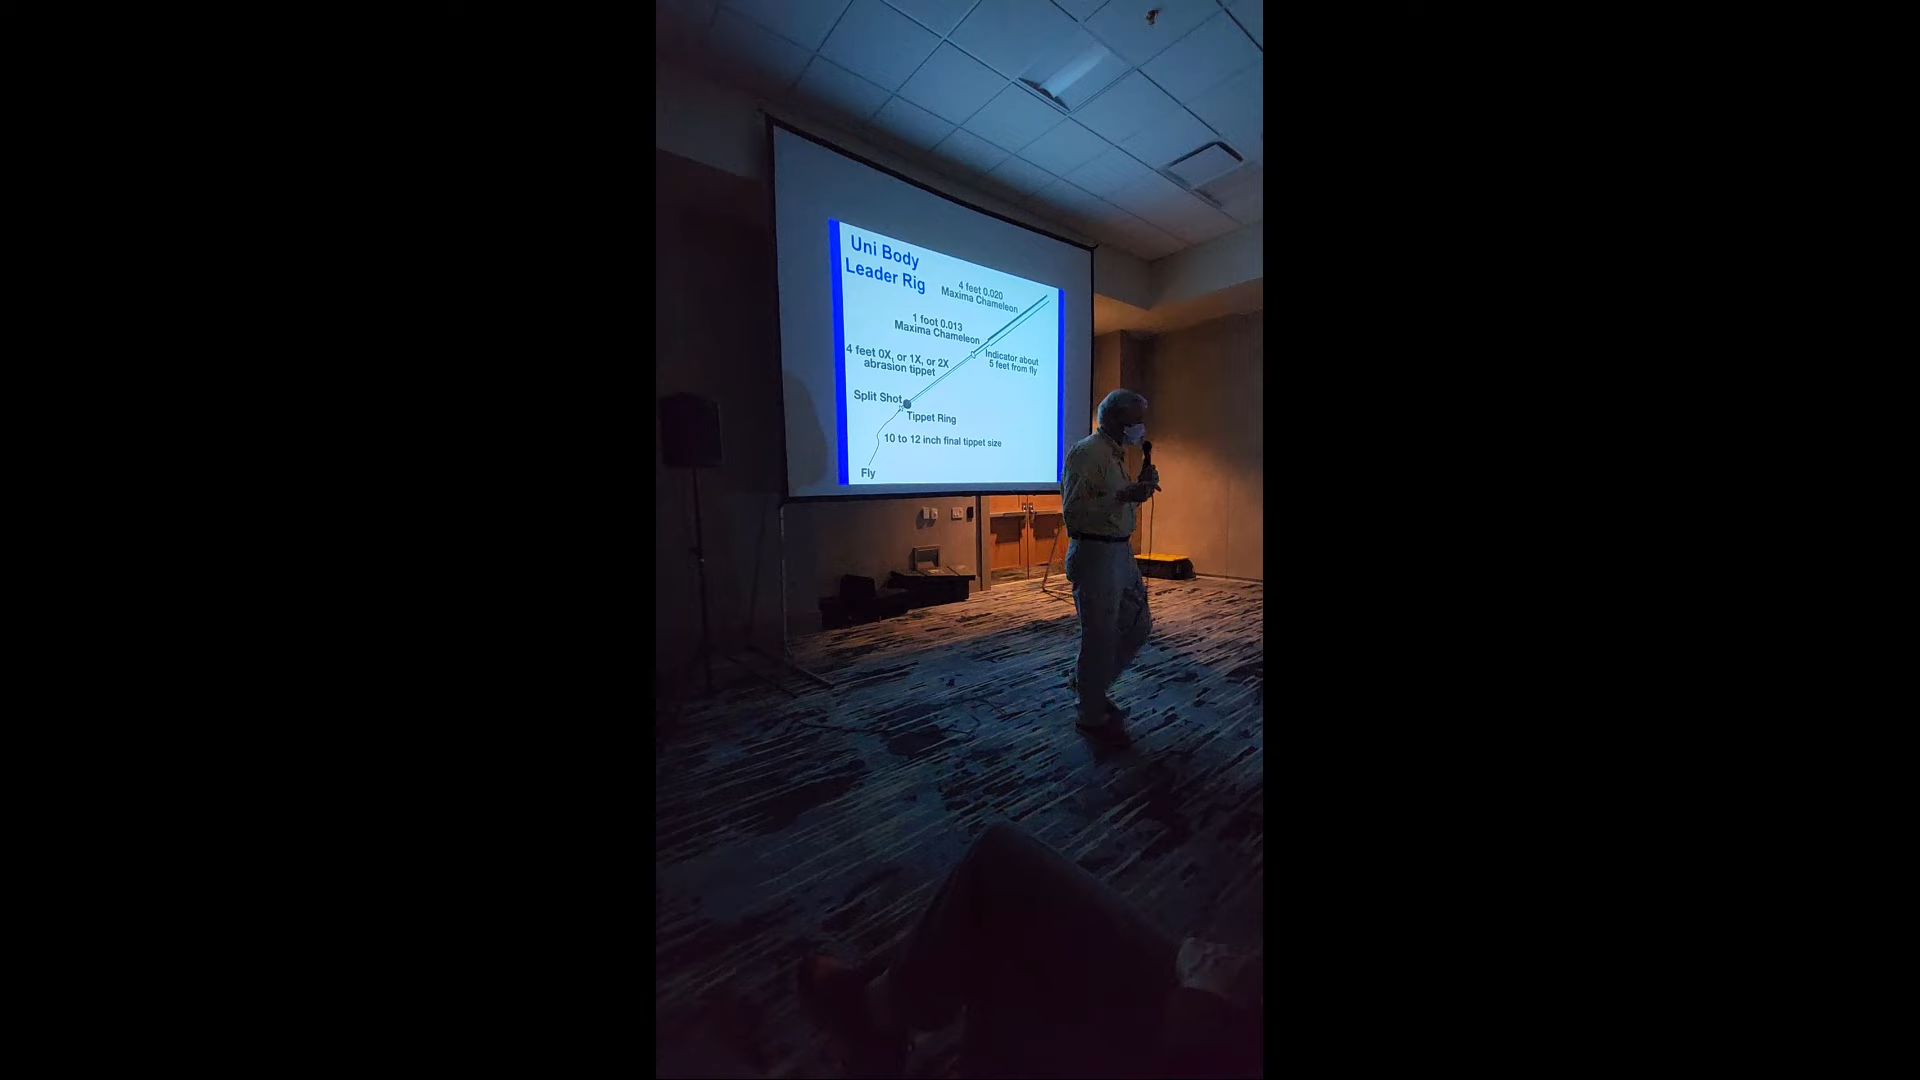 Uni Body
Leader Rig
4 feet 0.020
Maxima Chameleon
1 foot 0.013
Maxima Chameleon
4 feet 0X, or 1X, or 2X
abrasion tippet
Indicator about
5 feet from fly
Split Shot
Tippet Ring
10 to 12 inch final tippet size
Fly